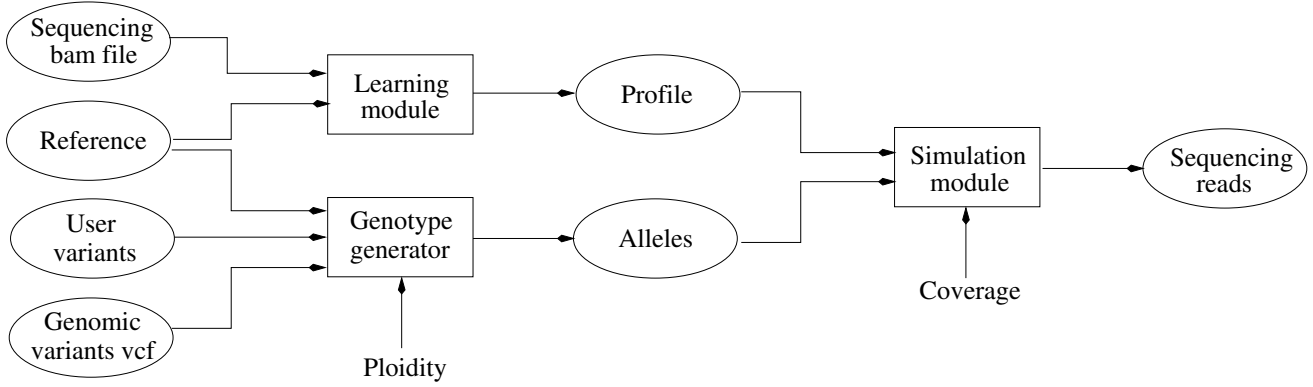 Sequencing
bam file
Learning
module
Profile
Reference
Simulation
module
Sequencing
reads
User
variants
Genotype
generator
Alleles
Coverage
Genomic
variants vcf
Ploidity